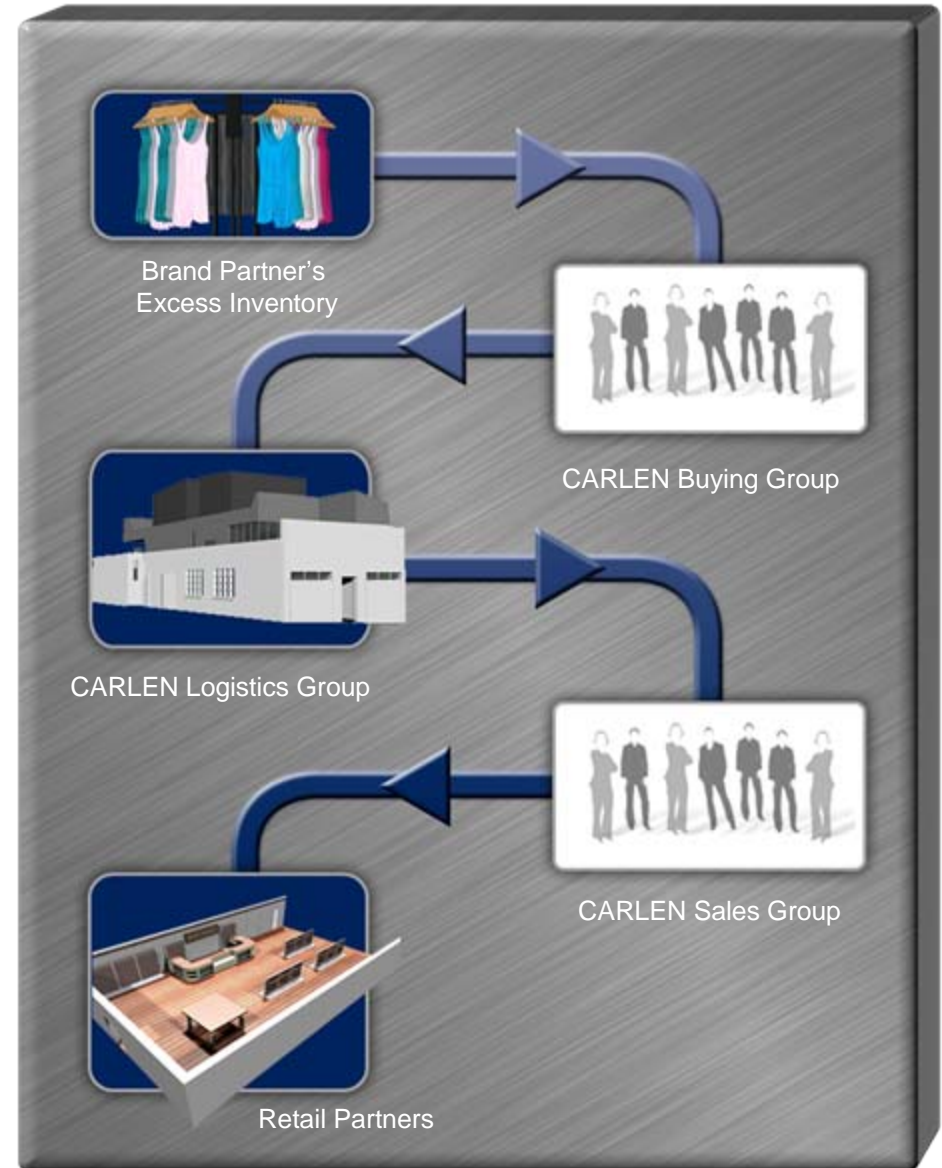 Brand Partner’s
Excess Inventory
CARLEN Buying Group
CARLEN Logistics Group
CARLEN Sales Group
Retail Partners